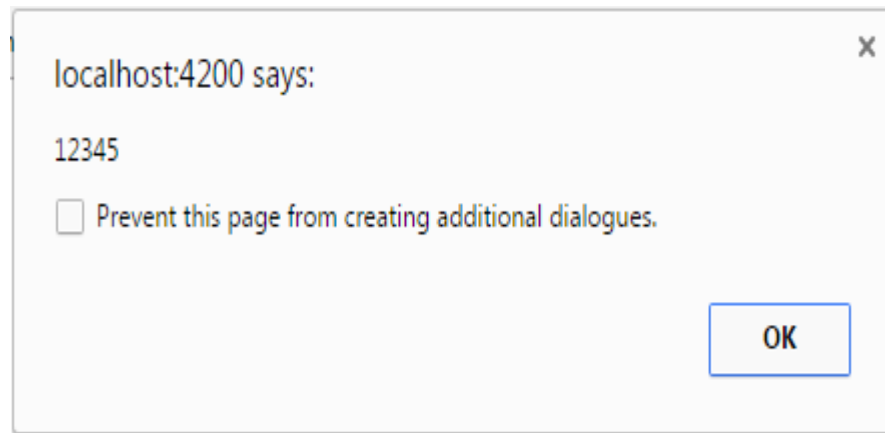 localhost:4200 says:
12345
Prevent this page from creating additional dialogues.
OK